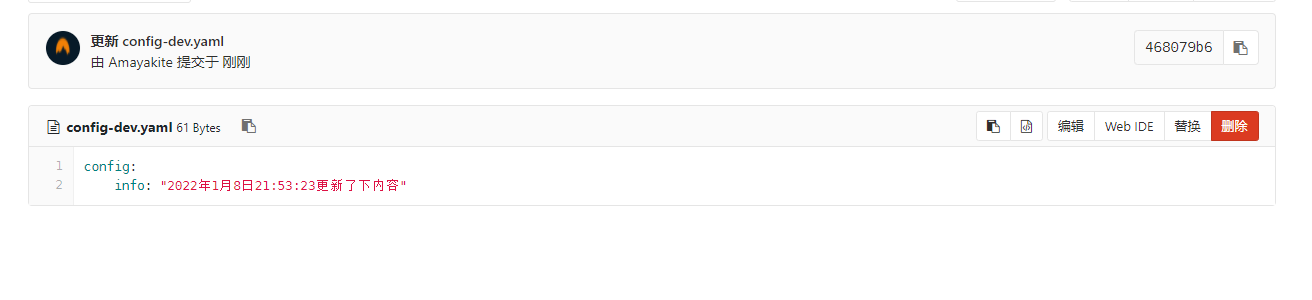 更新 config-dev.yaml
由 Amayakite 提交于 刚刚
468079b6
config-dev.yaml 61 Bytes
编辑 Web IDE 替换 删除
1 config:
2 info: "2022年1月8日21:53:23更新了下内容"